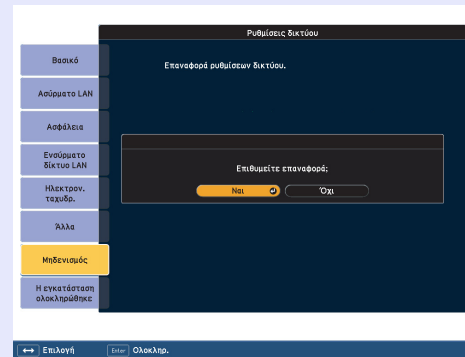 Ρυθμίσεις δικτύου
Βασικό
Ασύρματο LAN
Ασφάλεια
Ενσύρματο
δίκτυο LAN
Ηλεκτρον.
ταχυδρ.
Άλλα
Μηδενισμός
Η εγκατάσταση
ολοκληρώθηκε
Επαναφορά ρυθμίσεων δικτύου.
Επιθυμείτε επαναφορά;
Ναι Όχι
Επιλογή Enter Ολοκληρ.